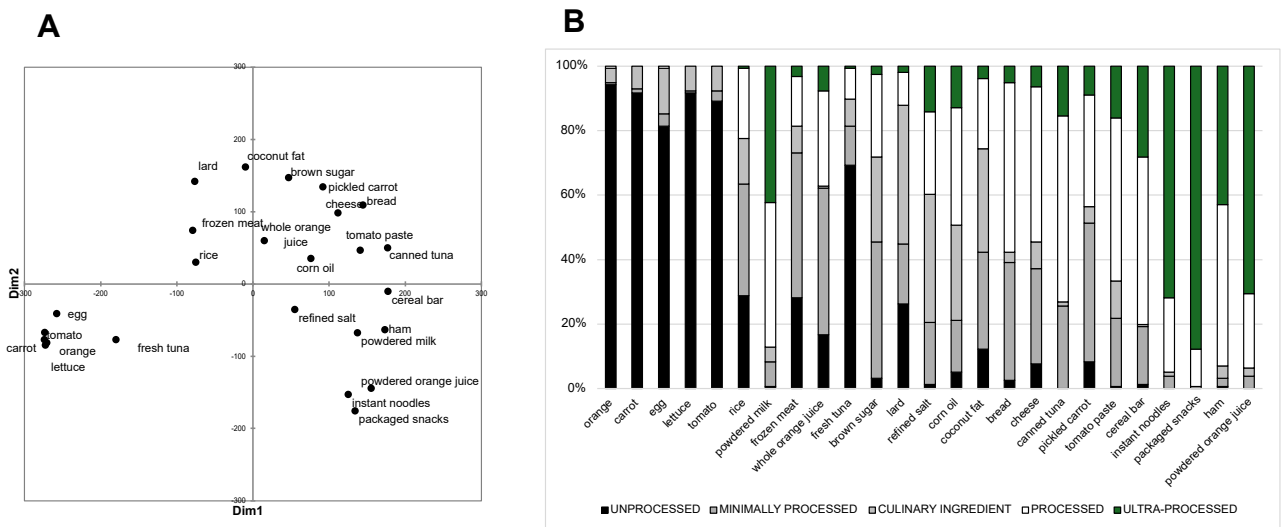 A
300
200
100
0
-100
-200
-300
-300
-200
-100
0
100
200
300
Dim2
Dim1
coconut fat
lard
brown sugar
pickled carrot
cheese
bread
frozen meat
whole orange
juice
tomato paste
canned tuna
rice
corn oil
cereal bar
egg
refined salt
ham
powdered milk
tomato
carrot
orange
lettuce
fresh tuna
powdered orange juice
instant noodles
packaged snacks
B
100%
80%
60%
40%
20%
0%
orange
carrot
egg
lettuce
tomato
rice
powdered milk
frozen meat
whole orange juice
fresh tuna
brown sugar
lard
refined salt
corn oil
coconut fat
bread
cheese
canned tuna
pickled carrot
tomato paste
cereal bar
instant noodles
packaged snacks
ham
powdered orange juice
UNPROCESSED MINIMALLY PROCESSED CULINARY INGREDIENT PROCESSED ULTRA-PROCESSED